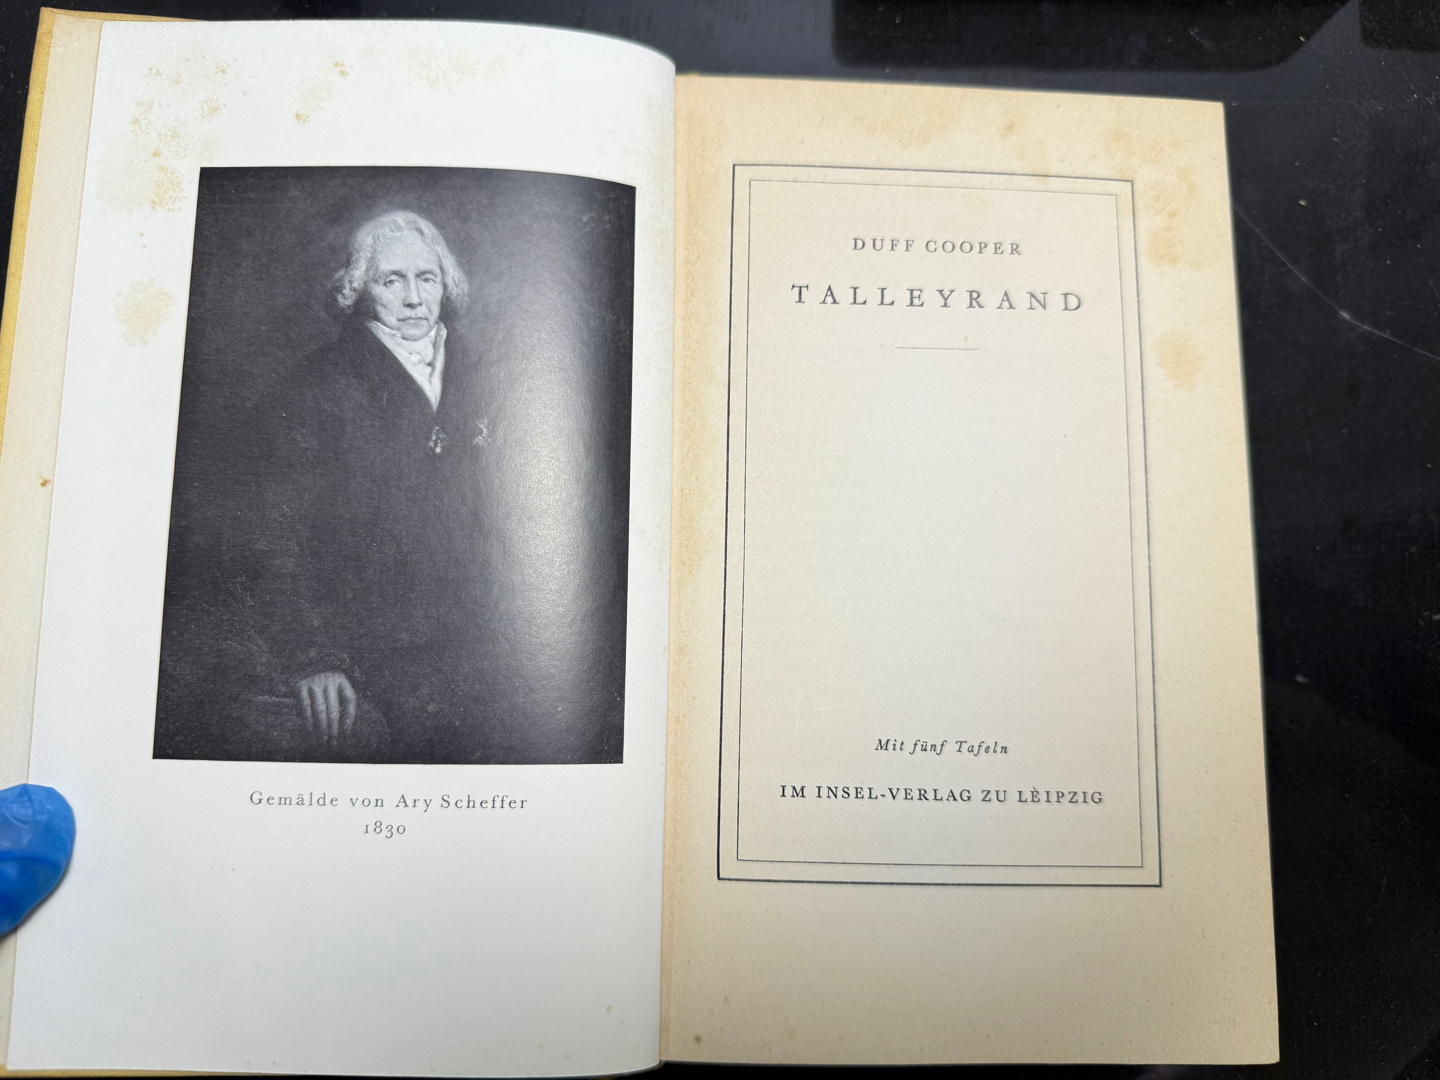 Gemälde von Ary Scheffer
1830
DUFF COOPER
TALLEYRAND
Mit fünf Tafeln
IM INSEL-VERLAG ZU LEIPZIG